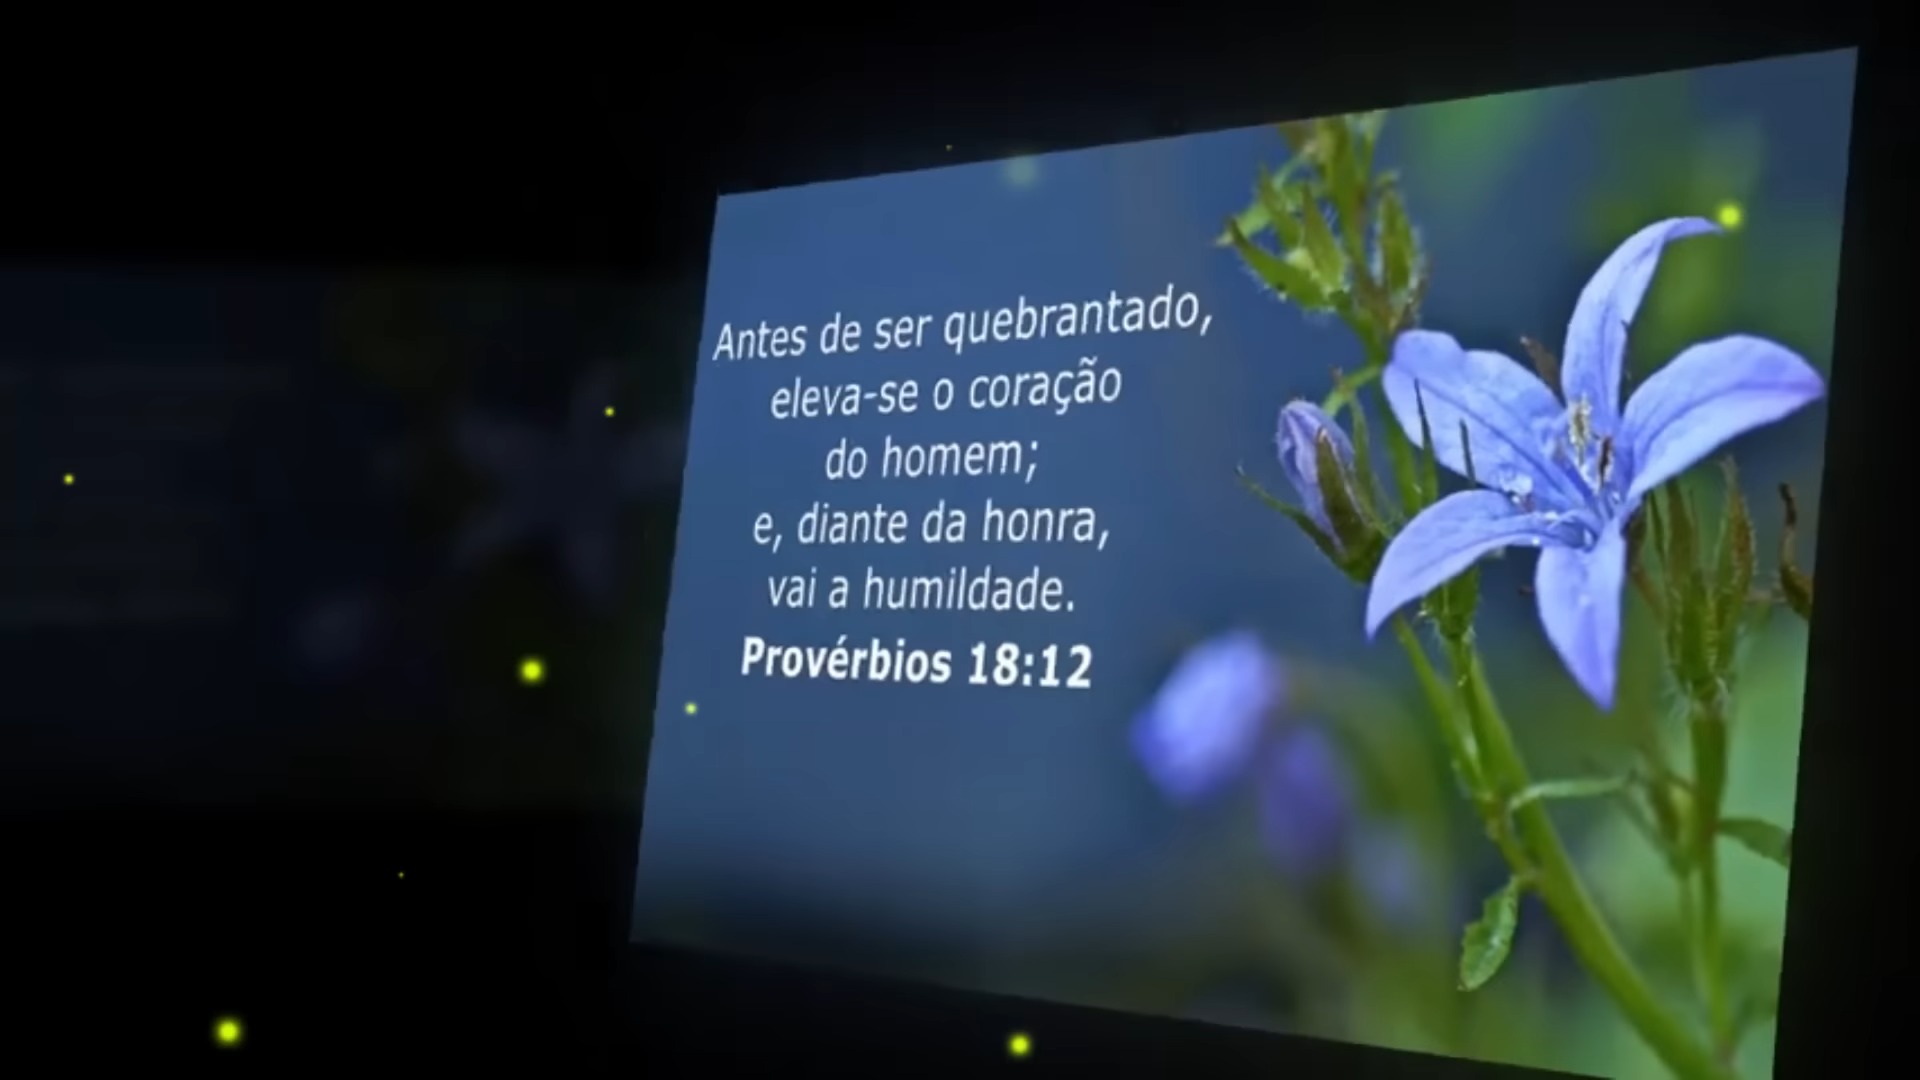 Antes de ser quebrantado,
eleva-se o coração
do homem;
e, diante da honra,
vai a humildade.
Provérbios 18:12